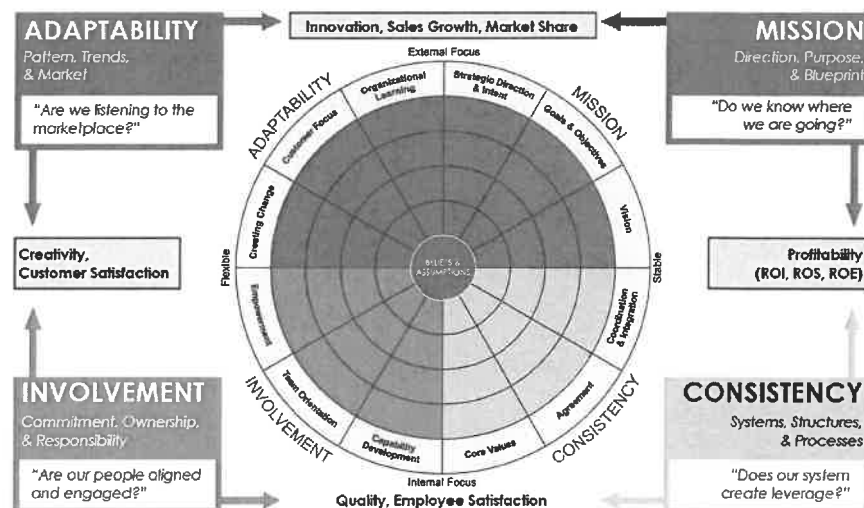 ADAPTABILITY
Pattern, Trends,
& Market
"Are we listening to the
marketplace?"
Innovation, Sales Growth, Market Share
MISSION
Direction, Purpose,
& Blueprint
"Do we know where
we are going?"
External Focus
ADAPTABILITY
MISSION
Creating Change
Customer Focus
Organizational
Learning
Strategic Direction
& Intent
Goals & Objectives
Vision
Creativity,
Customer Satisfaction
Flexible
BELIEFS &
ASSUMPTIONS
Stable
Profitability
(ROI, ROS, ROE)
Empowerment
Team Orientation
Capability
Development
Core Values
Agreement
Coordination
& Integration
INVOLVEMENT
CONSISTENCY
Internal Focus
INVOLVEMENT
Commitment, Ownership,
& Responsibility
"Are our people aligned
and engaged?"
Quality, Employee Satisfaction
CONSISTENCY
Systems, Structures,
& Processes
"Does our system
create leverage?"